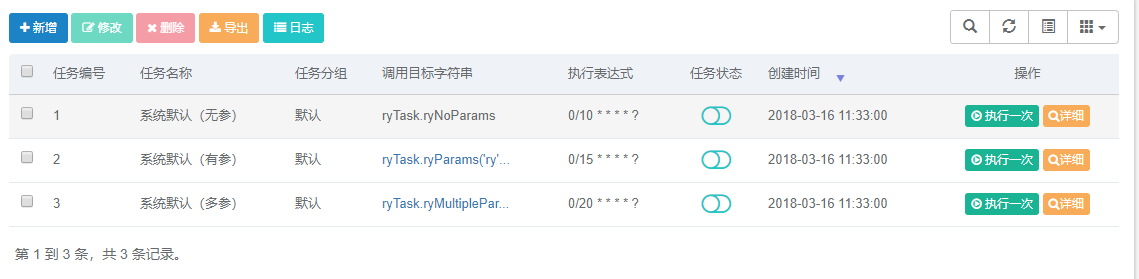 新增 修改 删除 导出 日志
任务编号 任务名称 任务分组 调用目标字符串 执行表达式 任务状态 创建时间 操作
1 系统默认（无参） 默认 ryTask.ryNoParams 0/10 * * * * ? 2018-03-16 11:33:00 执行一次 详细
2 系统默认（有参） 默认 ryTask.ryParams('ry'... 0/15 * * * * ? 2018-03-16 11:33:00 执行一次 详细
3 系统默认（多参） 默认 ryTask.ryMultiplePar... 0/20 * * * * ? 2018-03-16 11:33:00 执行一次 详细
第 1 到 3 条，共 3 条记录。